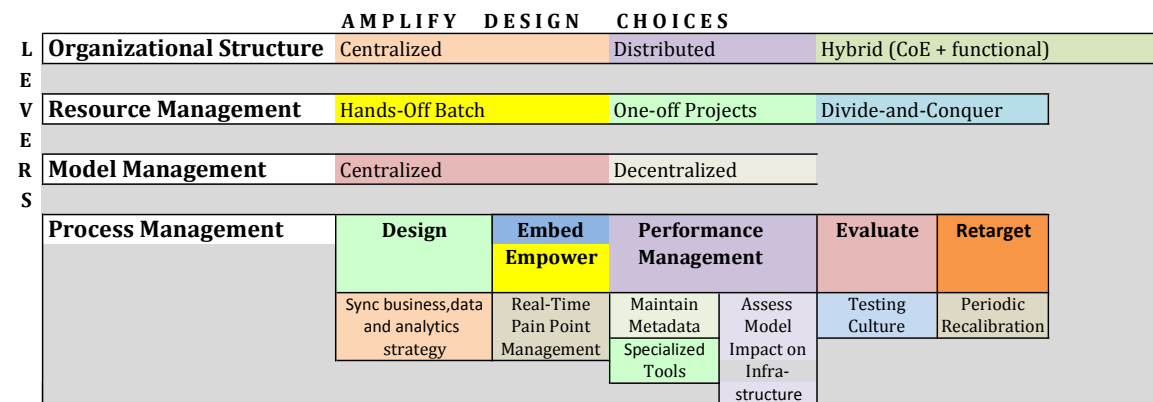 AMPLIFY DESIGN CHOICES
L Organizational Structure Centralized Distributed Hybrid (CoE + functional)
E
V Resource Management Hands-Off Batch One-off Projects Divide-and-Conquer
E
R Model Management Centralized Decentralized
S
Process Management Design Embed Performance Evaluate Retarget
Empower Management
Sync business,data Real-Time Maintain Assess Testing Periodic
and analytics Pain Point Metadata Model Culture Recalibration
strategy Management Specialized Impact on
Tools Infra-
structure